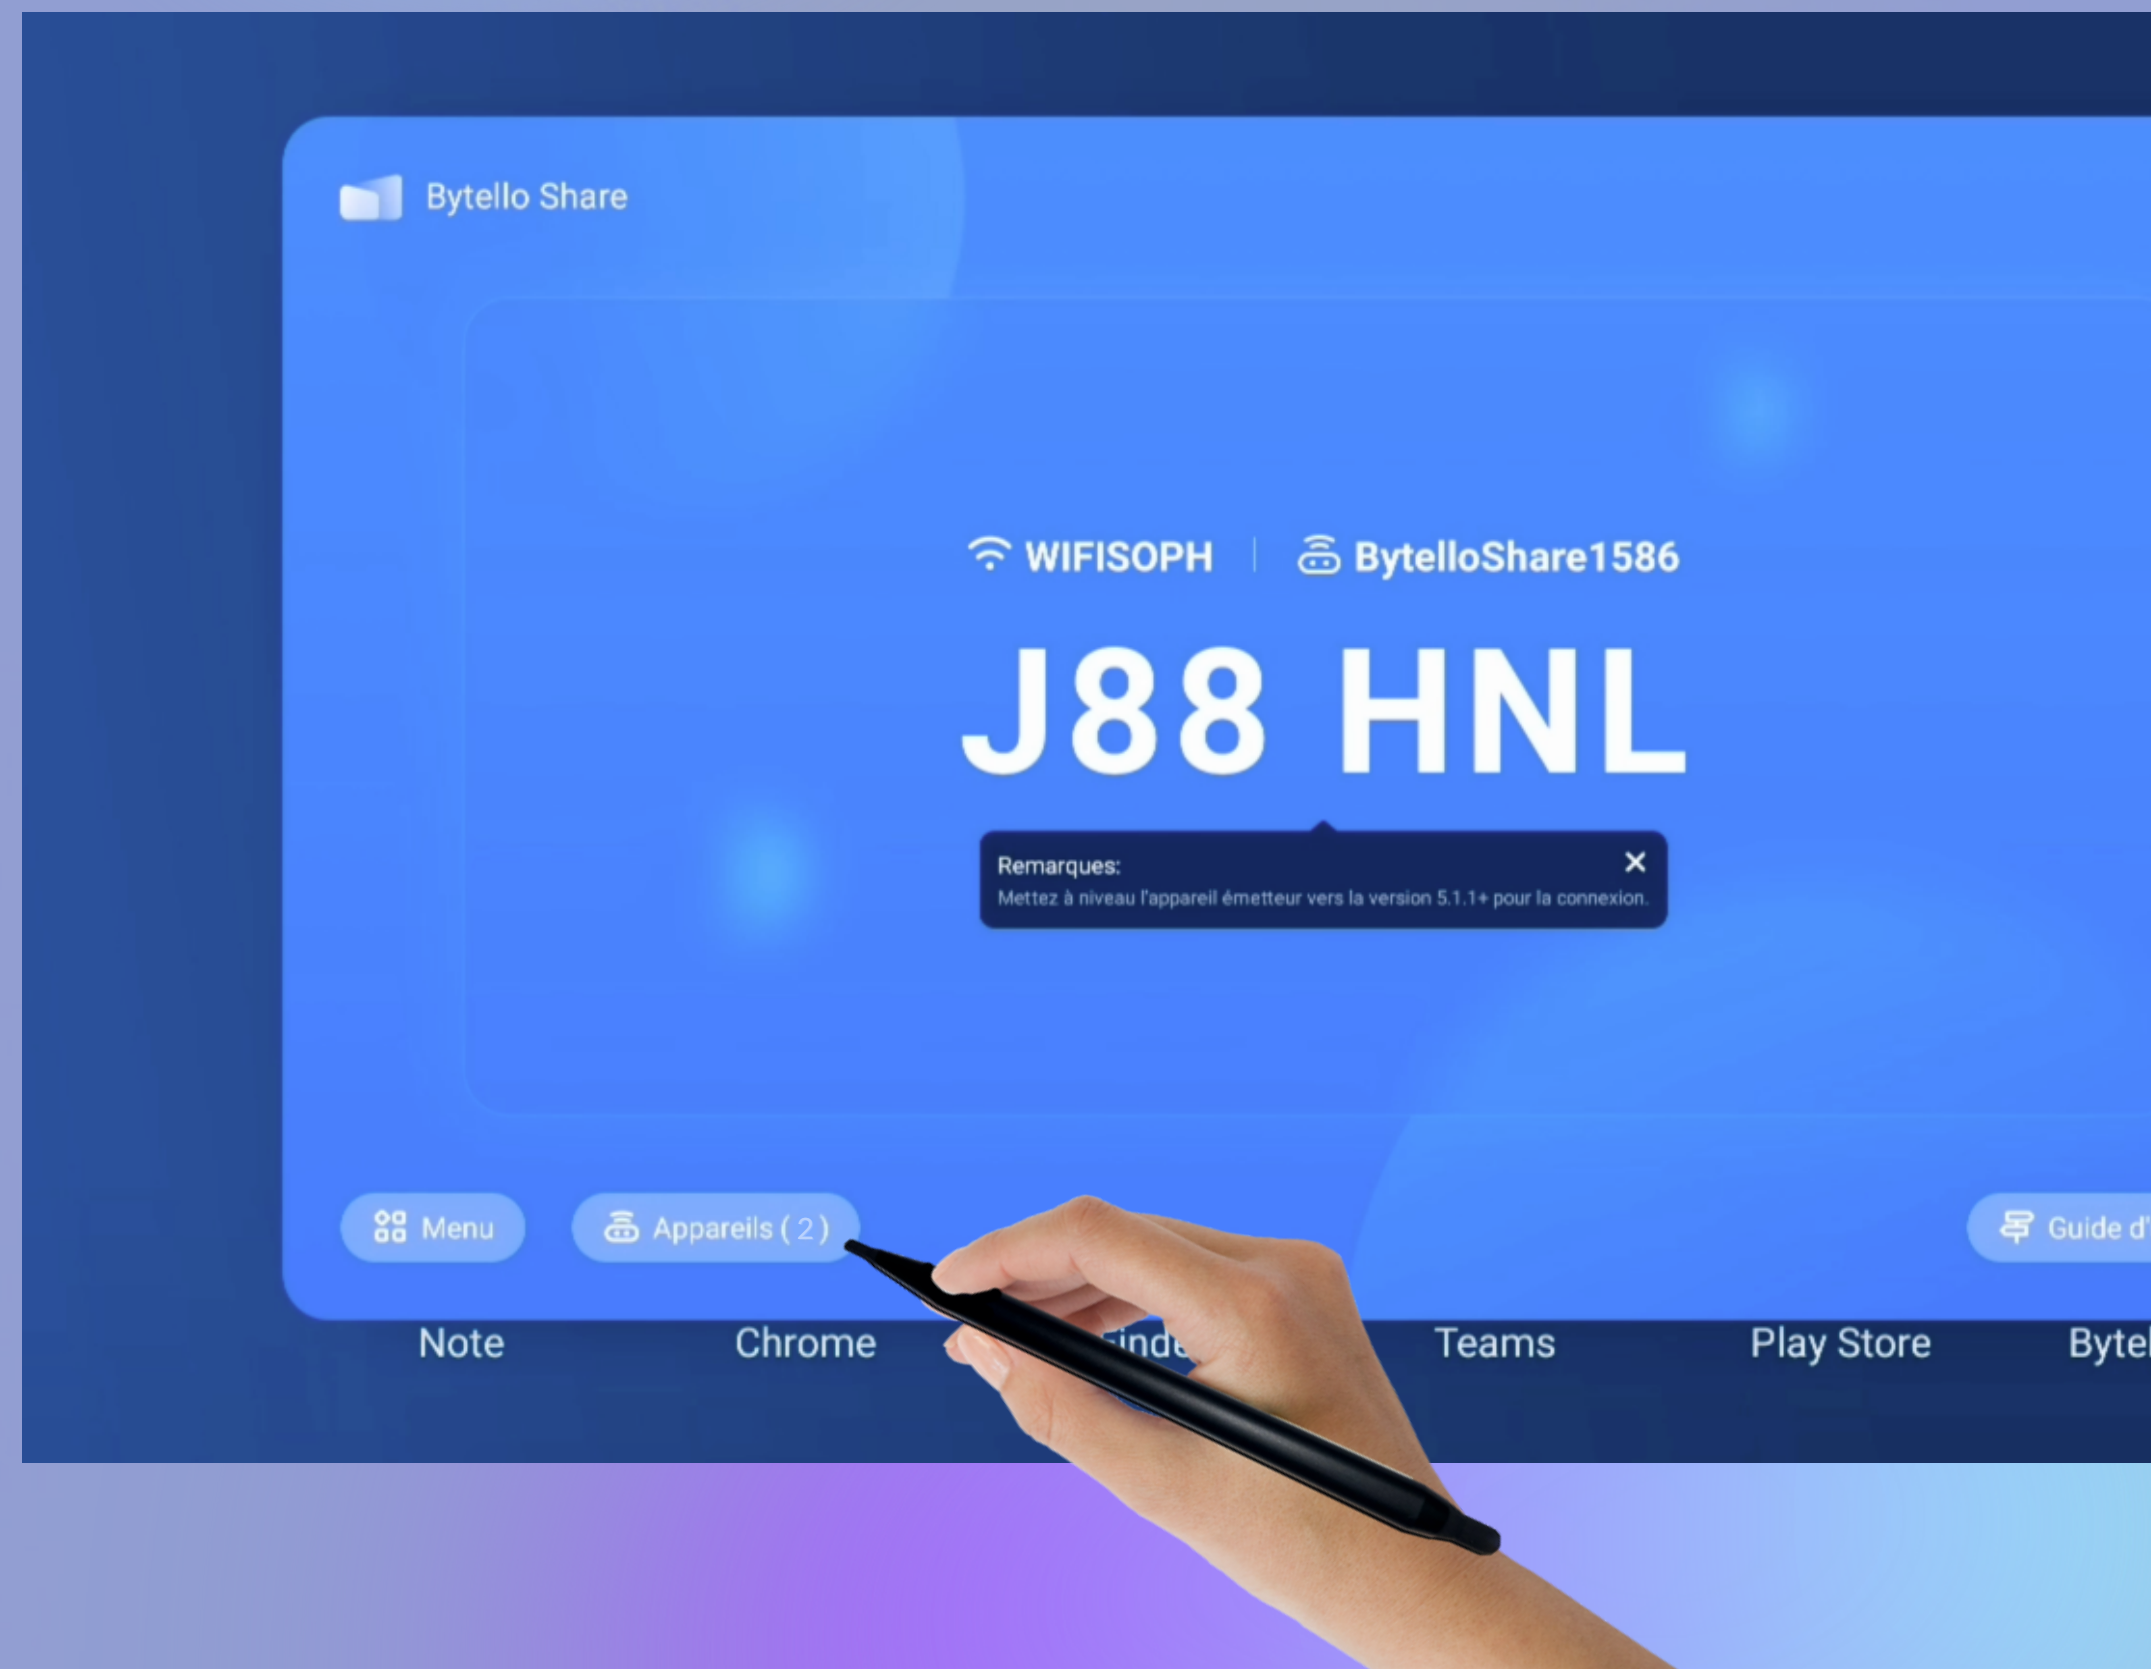 Bytello Share
WIFISOPH BytelloShare1586
J88 HNL
Remarques:
Mettez à niveau l'appareil émetteur vers la version 5.1.1+ pour la connexion.
Menu Appareils ( 2 ) Guide d'
Note Chrome Teams Play Store